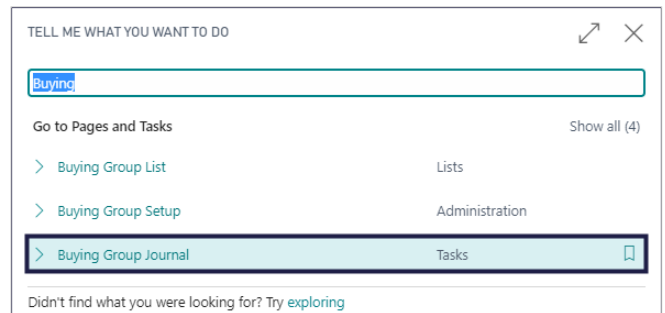 TELL ME WHAT YOU WANT TO DO
Buying
Go to Pages and Tasks Show all (4)
Buying Group List Lists
Buying Group Setup Administration
Buying Group Journal Tasks
Didn't find what you were looking for? Try exploring